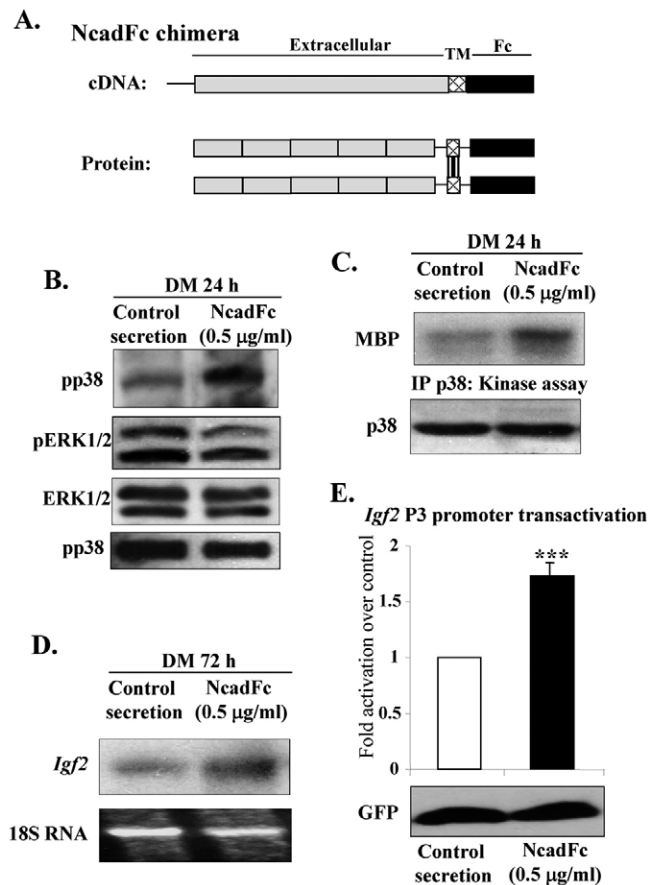 A.
NcadFc chimera
Extracellular TM Fc
cDNA:
Protein:
B.
DM 24 h
Control secretion NcadFc (0.5 µg/ml)
pp38
pERK1/2
ERK1/2
pp38
C.
DM 24 h
Control secretion NcadFc (0.5 µg/ml)
MBP
IP p38: Kinase assay
p38
D.
DM 72 h
Control secretion NcadFc (0.5 µg/ml)
Igf2
18S RNA
E.
Igf2 P3 promoter transactivation
Fold activation over control
2
1.5
1
0.5
0
***
GFP
Control secretion NcadFc (0.5 µg/ml)